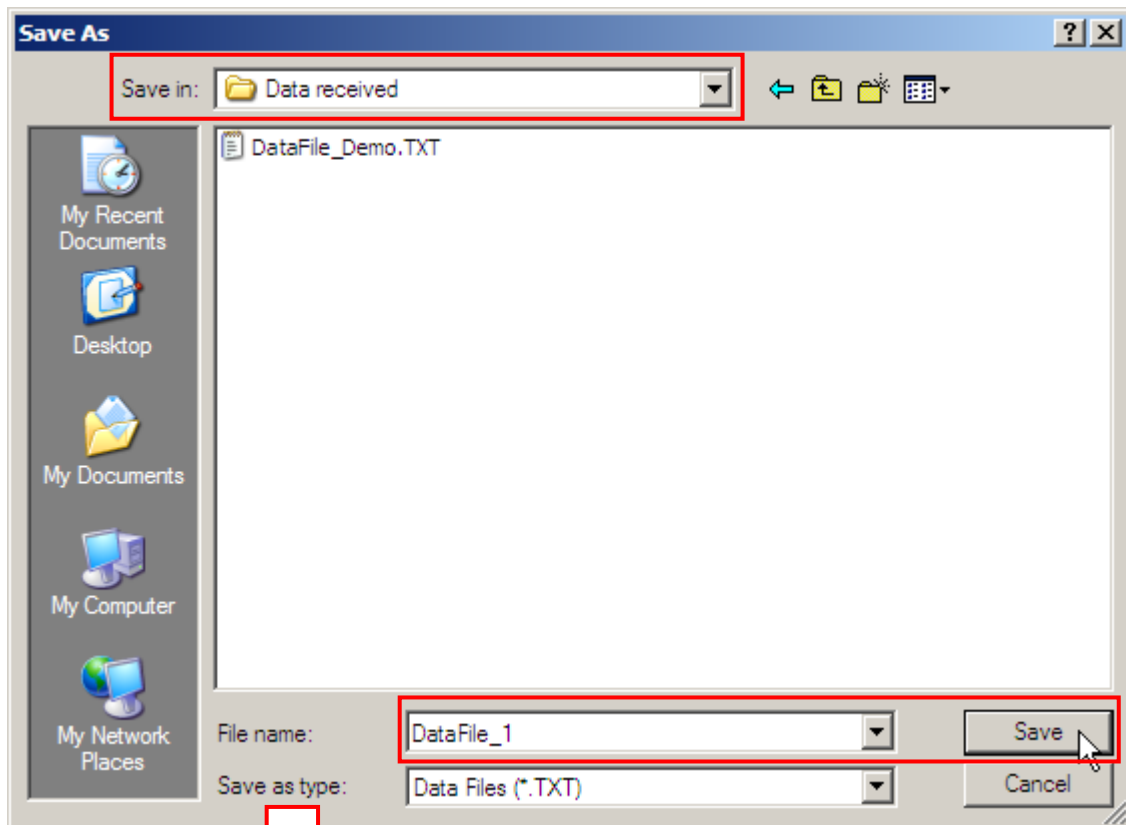 Save As
Save in: Data received
DataFile_Demo.TXT
My Recent
Documents
Desktop
My Documents
My Computer
My Network
Places
File name: DataFile_1 Save
Save as type: Data Files (*.TXT) Cancel